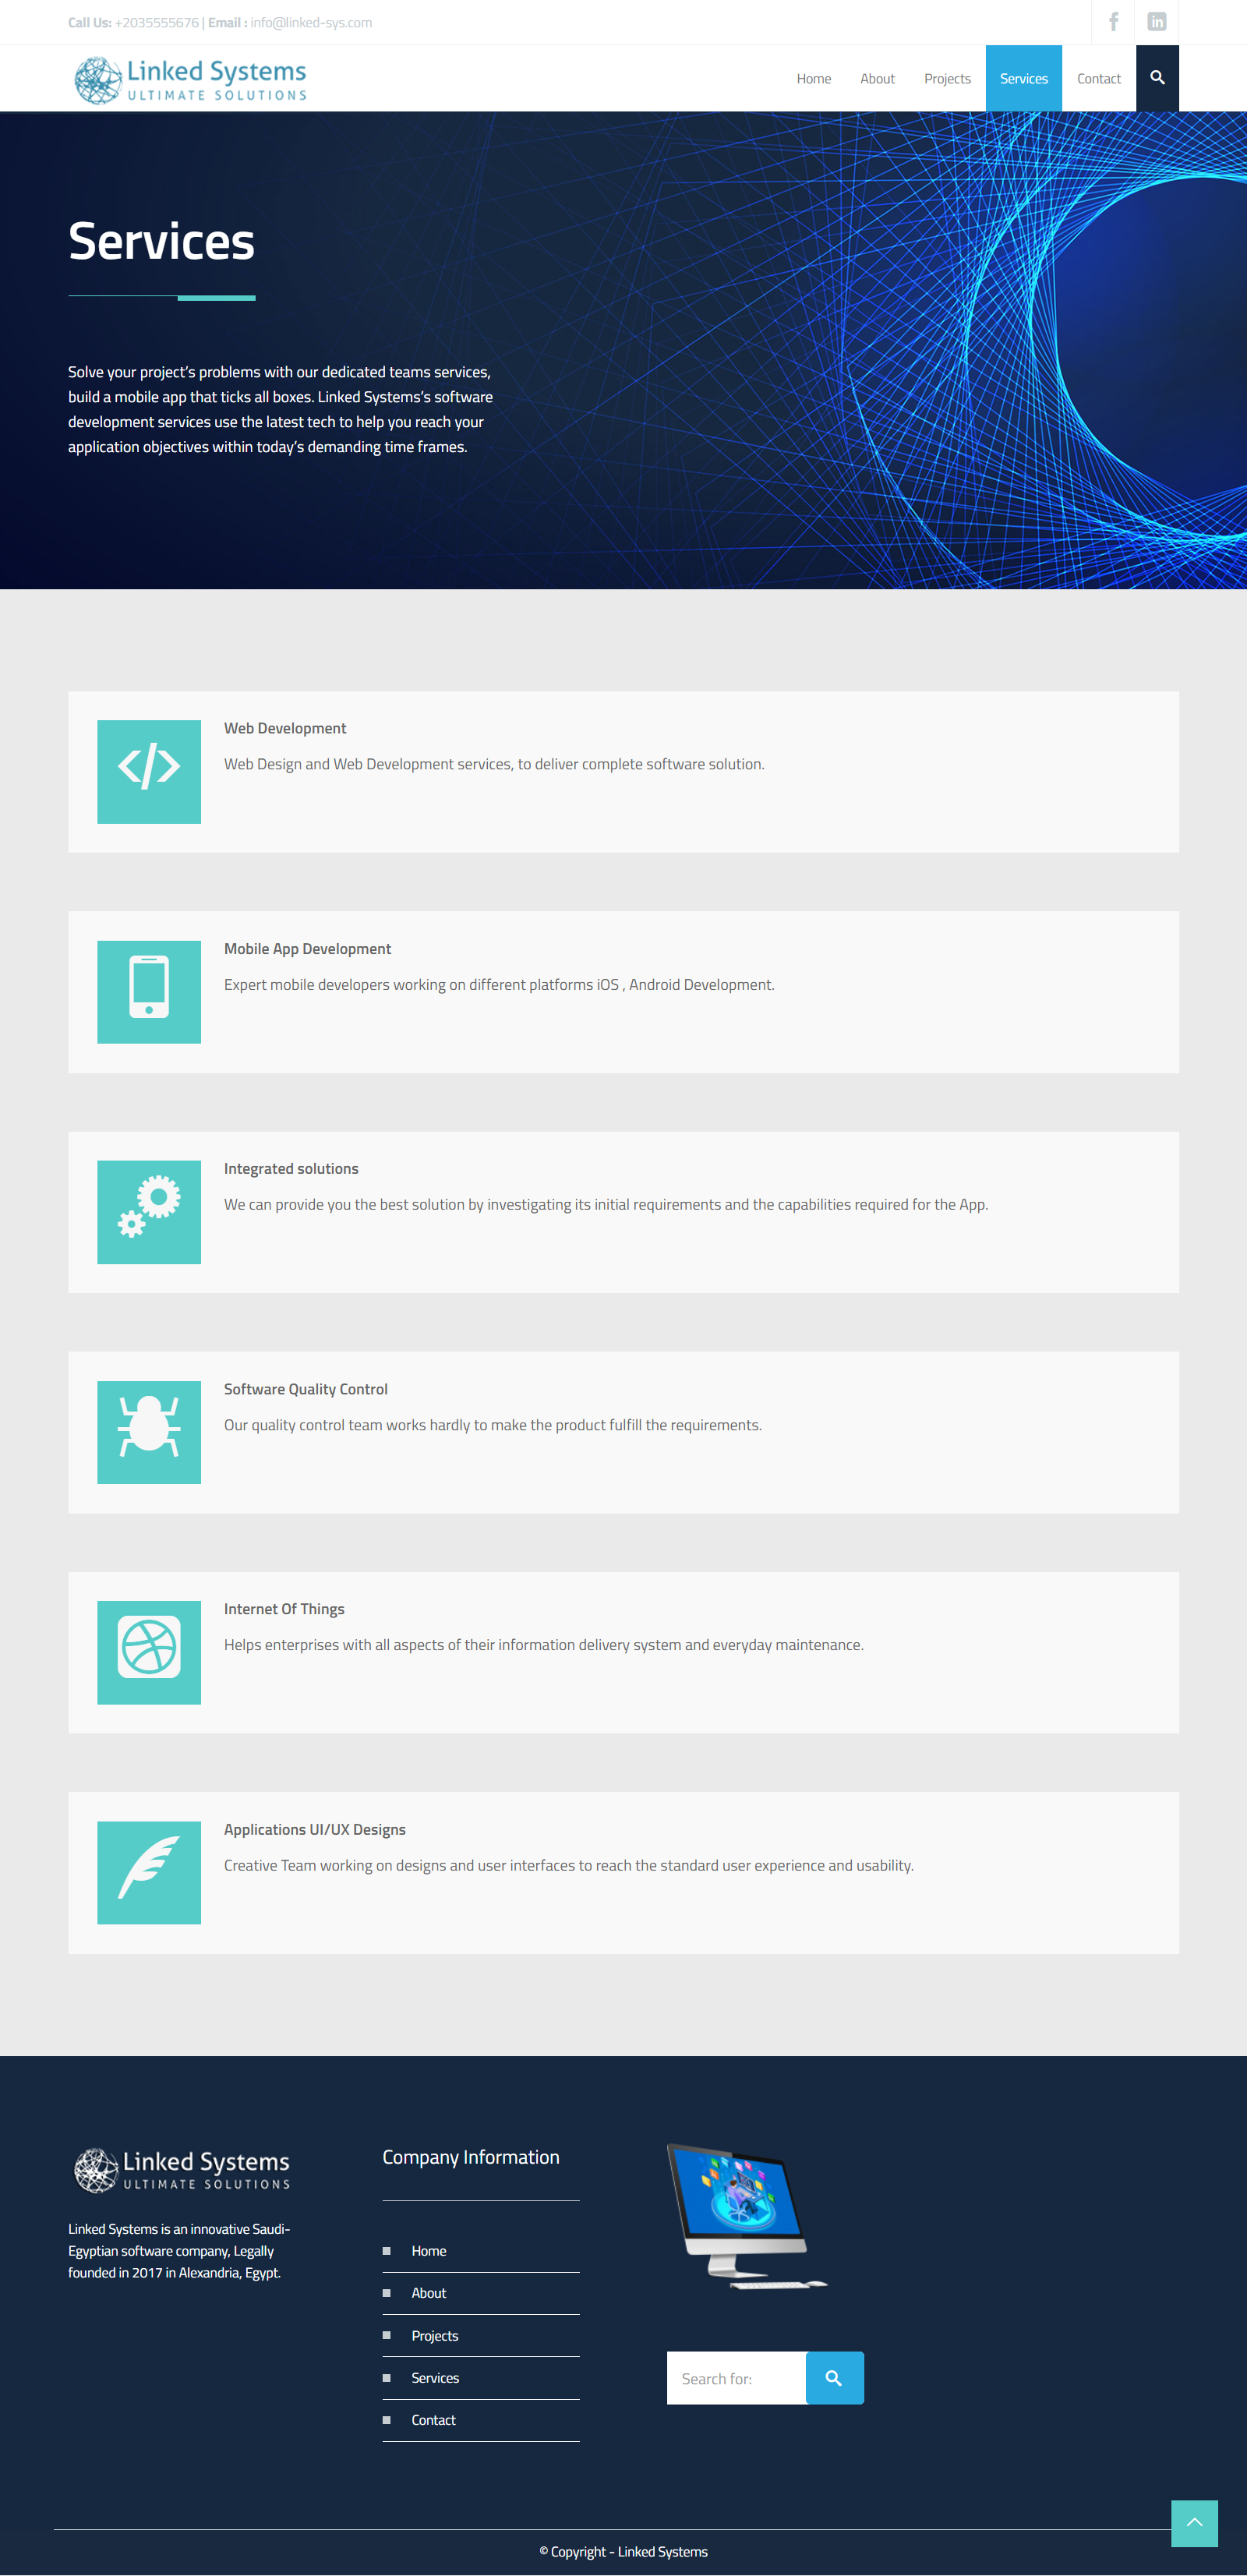 Call Us: +2035555676 | Email : info@linked-sys.com
Linked Systems
ULTIMATE SOLUTIONS
Home About Projects Services Contact
Services
Solve your project’s problems with our dedicated teams services,
build a mobile app that ticks all boxes. Linked Systems’s software
development services use the latest tech to help you reach your
application objectives within today’s demanding time frames.
Web Development
Web Design and Web Development services, to deliver complete software solution.
Mobile App Development
Expert mobile developers working on different platforms iOS , Android Development.
Integrated solutions
We can provide you the best solution by investigating its initial requirements and the capabilities required for the App.
Software Quality Control
Our quality control team works hardly to make the product fulfill the requirements.
Internet Of Things
Helps enterprises with all aspects of their information delivery system and everyday maintenance.
Applications UI/UX Designs
Creative Team working on designs and user interfaces to reach the standard user experience and usability.
Linked Systems
ULTIMATE SOLUTIONS
Linked Systems is an innovative Saudi-
Egyptian software company, Legally
founded in 2017 in Alexandria, Egypt.
Company Information
Home
About
Projects
Services
Contact
Search for:
© Copyright - Linked Systems